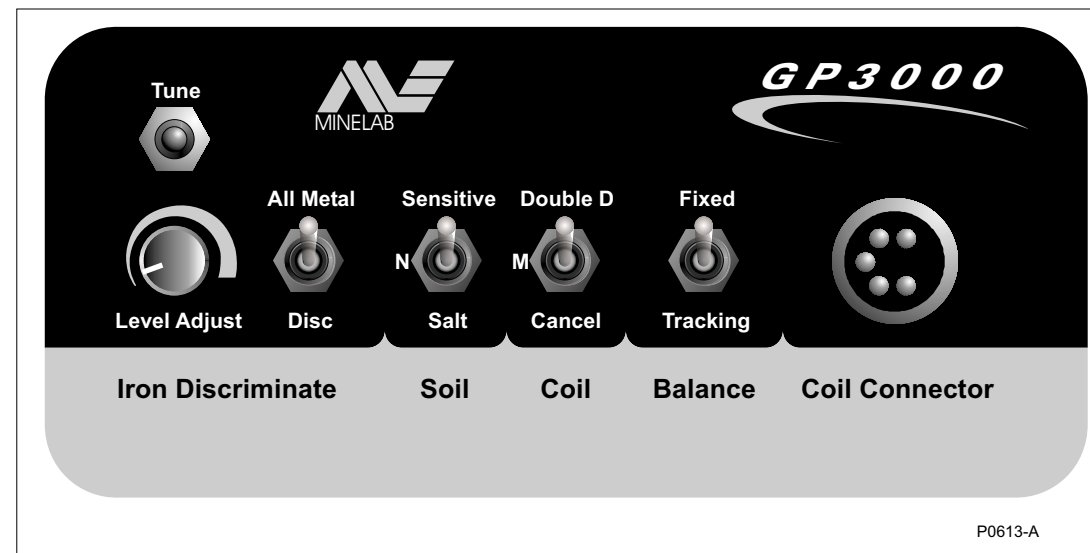 Tune
MINELAB
GP3000
All Metal
Sensitive
Double D
Fixed
N
M
Level Adjust
Disc
Salt
Cancel
Tracking
Iron Discriminate
Soil
Coil
Balance
Coil Connector
P0613-A